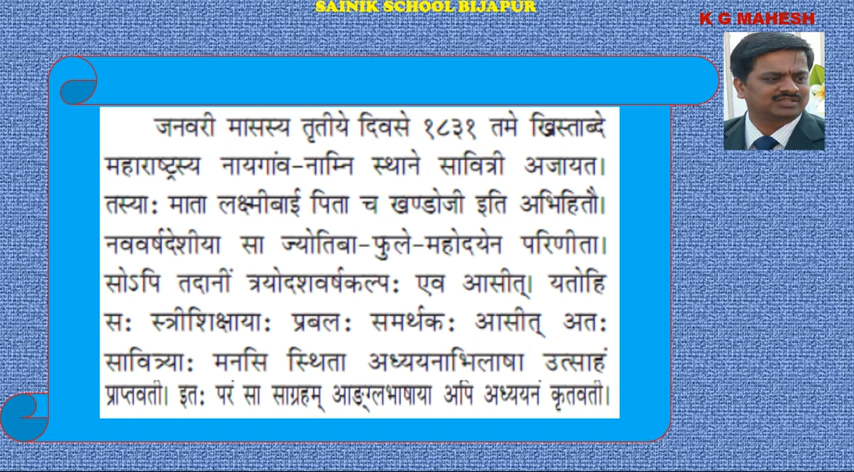 SAINIK SCHOOL BIJAPUR
K G MAHESH
जनवरी मासस्य तृतीये दिवसे १८३१ तमे ख्रिस्ताब्दे
महाराष्ट्रस्य नायगांव-नाम्नि स्थाने सावित्री अजायत।
तस्या: माता लक्ष्मीबाई पिता च खण्डोजी इति अभिहितौ।
नववर्षदेशीया सा ज्योतिबा-फुले-महोदयेन परिणीता।
सोऽपि तदानीं त्रयोदशवर्षकल्प: एव आसीत्। यतोहि
स: स्त्रीशिक्षाया: प्रबल: समर्थक: आसीत् अत:
सावित्र्या: मनसि स्थिता अध्ययनाभिलाषा उत्साहं
प्राप्तवती। इत: परं सा साग्रहम् आङ्ग्लभाषाया अपि अध्ययनं कृतवती।